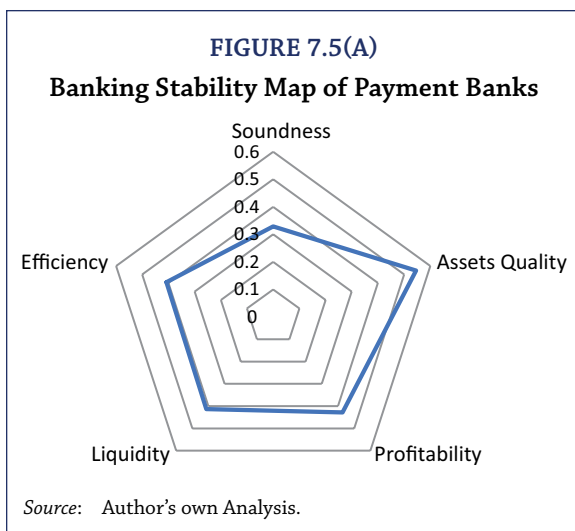 FIGURE 7.5(A)
Banking Stability Map of Payment Banks
Soundness
0.6
0.5
0.4
0.3
0.2
0.1
0
Efficiency
Assets Quality
Liquidity
Profitability
Source: Author's own Analysis.